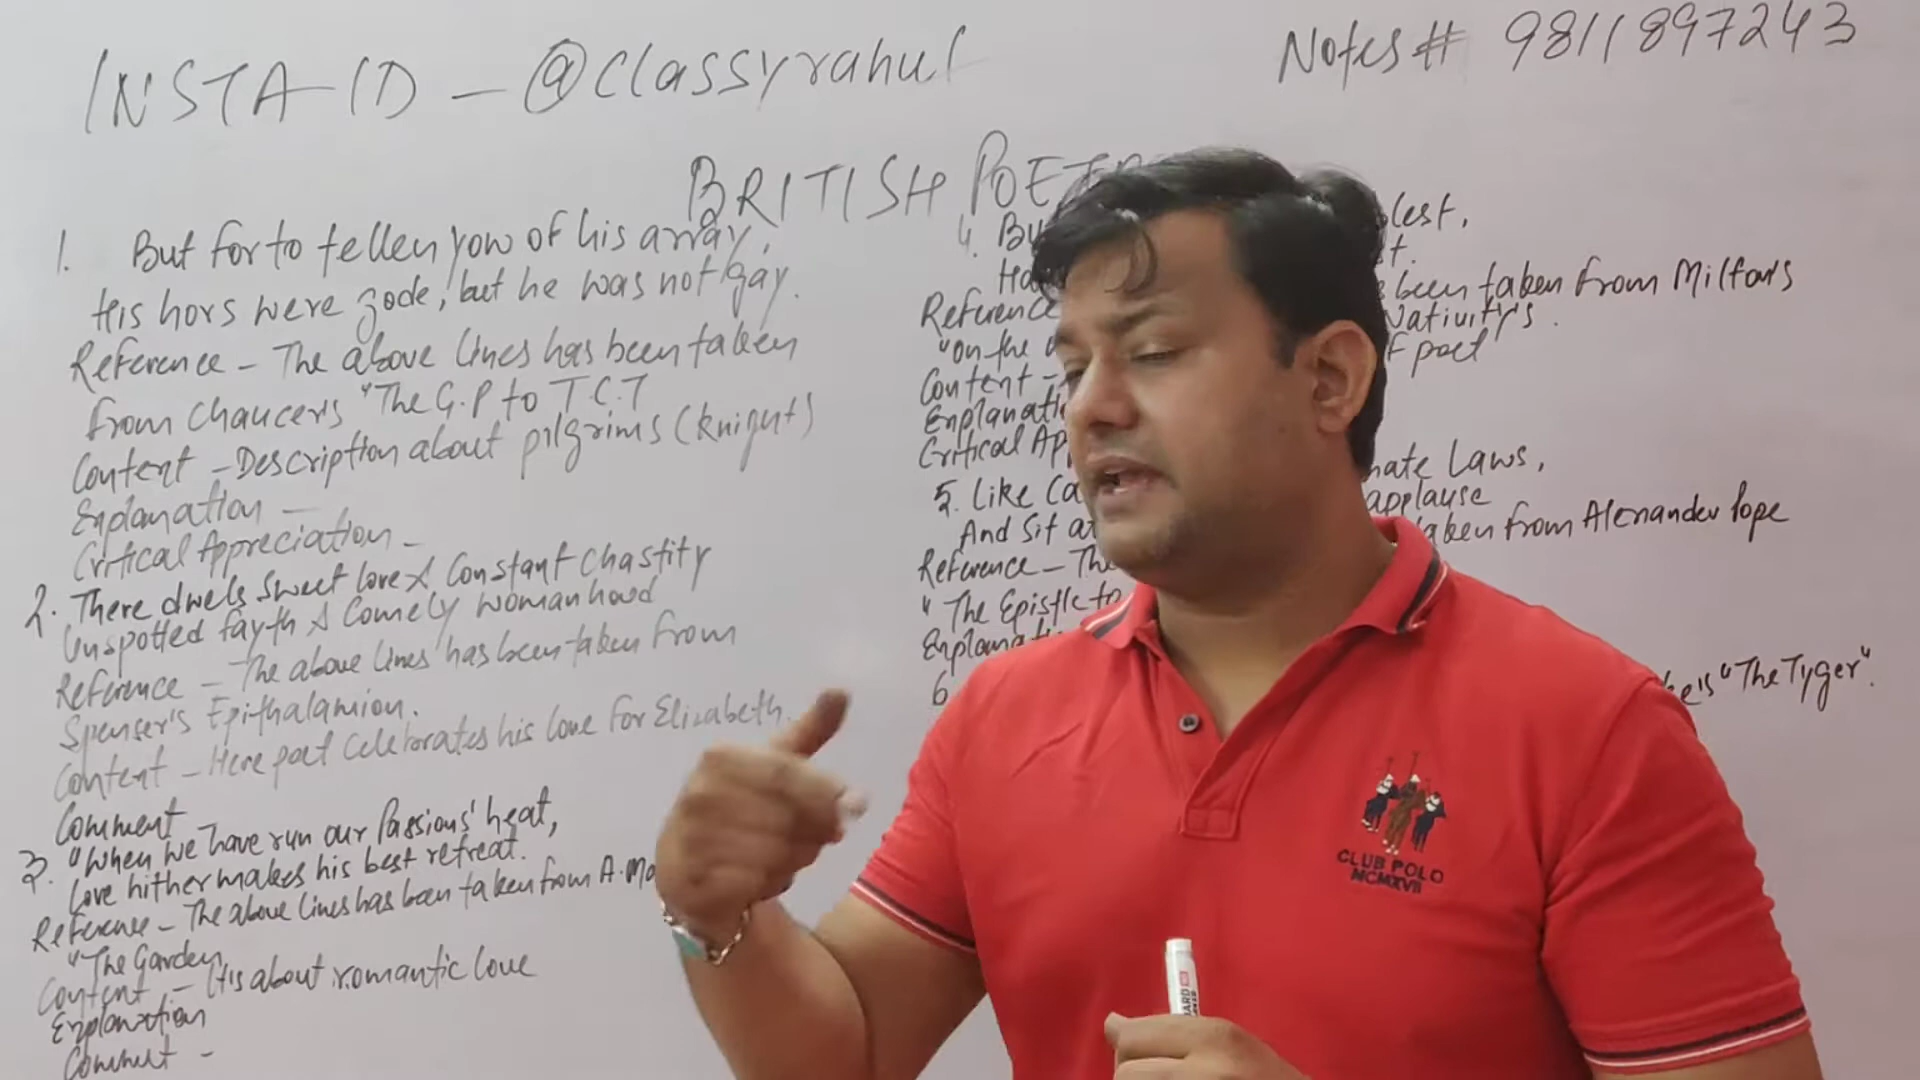 INSTA ID - @classyrahul
Notes # 9811897243
BRITISH POET
1. But for to tellen yow of his array,
His hors were gode, but he was not gay.
Reference - The above lines has been taken
from Chaucer's "The G.P to T.C.T
Content - Description about pilgrims (knight)
Explanation -
Critical Appreciation -
2. There dwels sweet love & Constant Chastity
Unspotted fayth & Comely womanhood
Reference - The above lines has been taken from
Spenser's Epithalamion.
Content - Here poet celebrates his love for Elizabeth.
Comment
3. "When we have run our Passions' heat,
Love hither makes his best retreat.
Reference - The above lines has been taken from A. Ma
"The Garden
Content - It is about romantic love
Explanation
Comment -
4. Bu lest,
Ha t.
Reference been taken from Milton's
"on the Nativity's.
Content - f poet
Explanati
Critical Ap
5. Like Ca nate Laws,
And Sit at applause
Reference - The taken from Alexander Pope
"The Epistle to
Explanati
6 ke's "The Tyger".
CLUB POLO
MCMXVII